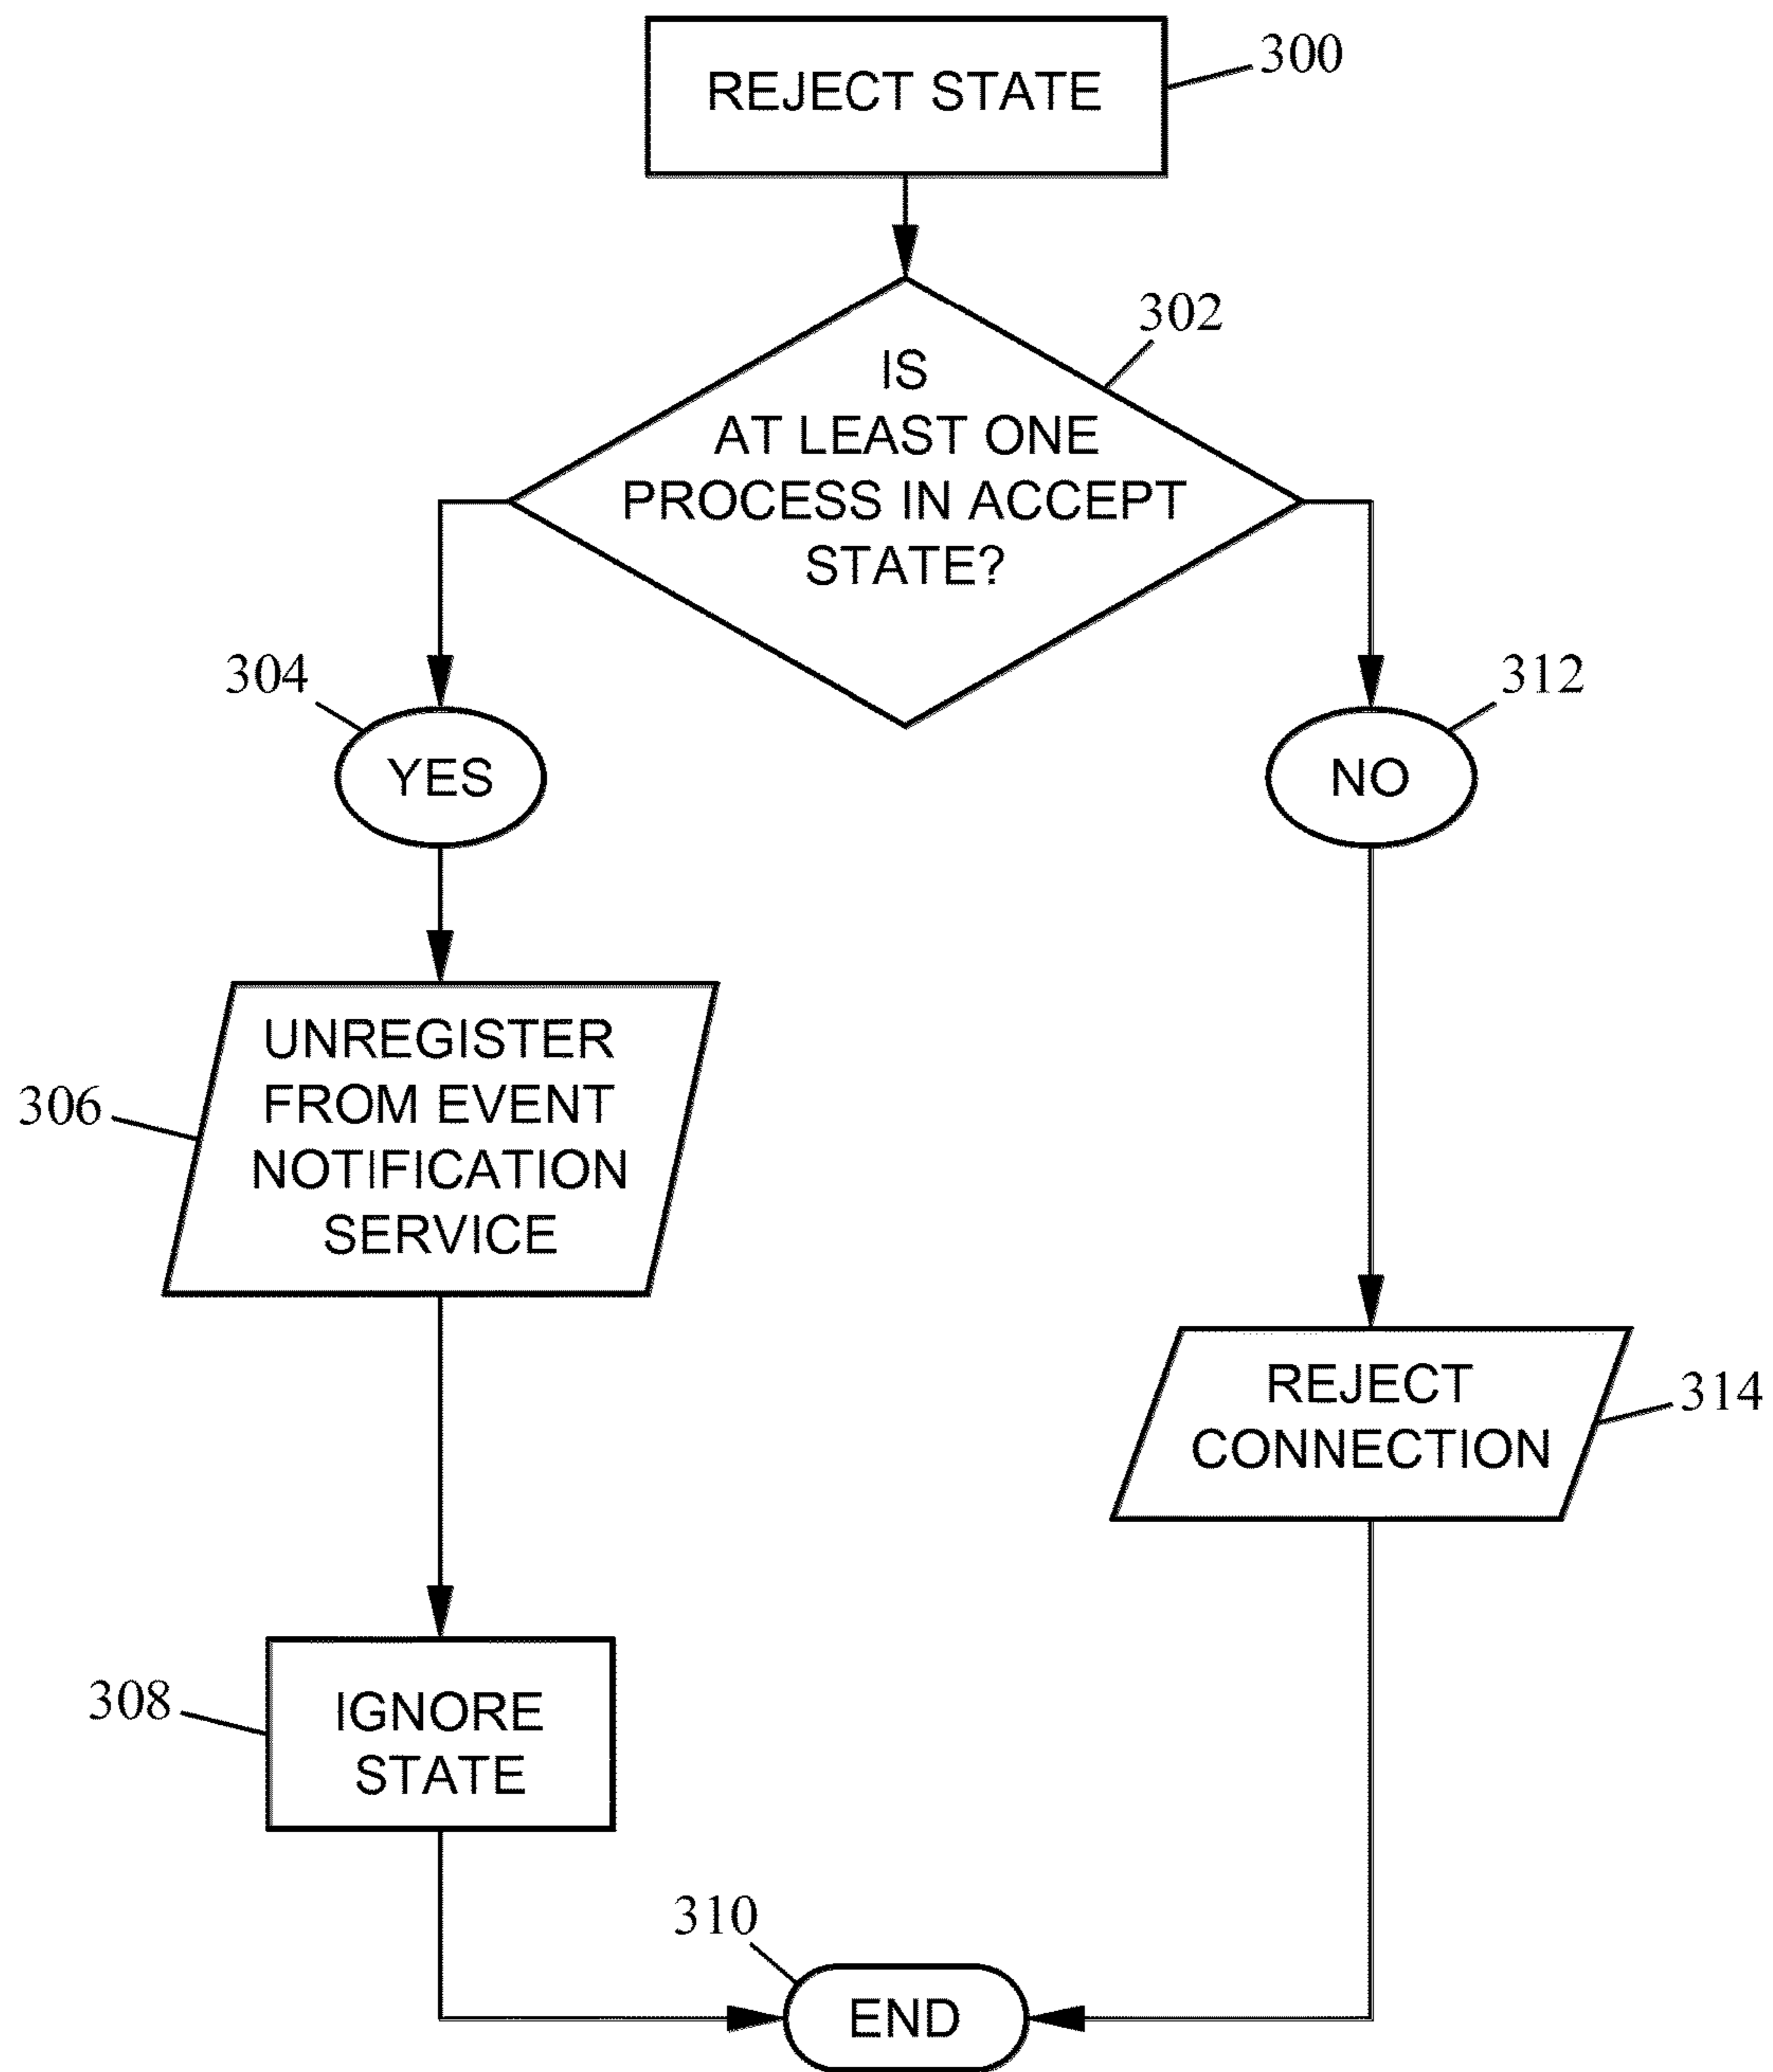 REJECT STATE
300
302
IS
AT LEAST ONE
PROCESS IN ACCEPT
STATE?
304
YES
312
NO
306
UNREGISTER
FROM EVENT
NOTIFICATION
SERVICE
REJECT
CONNECTION
314
308
IGNORE
STATE
310
END